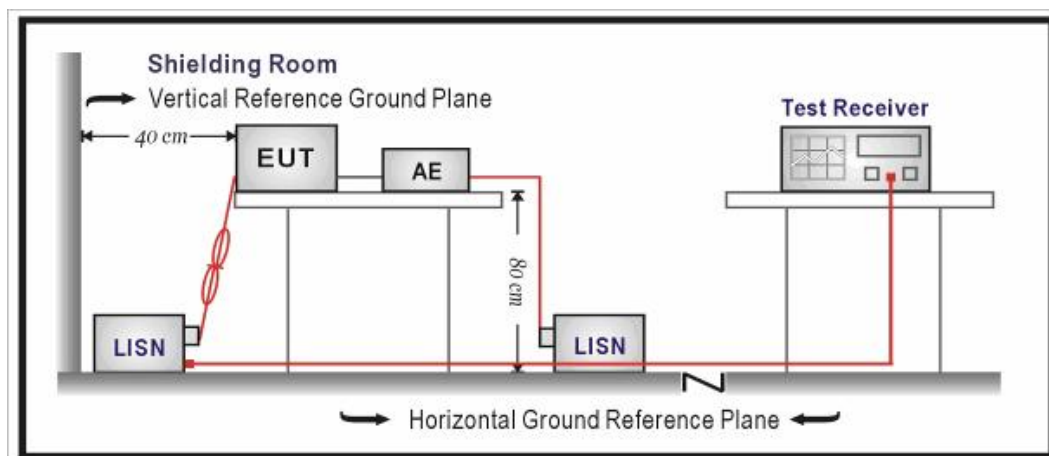 Shielding Room
Vertical Reference Ground Plane
40 cm
EUT
AE
Test Receiver
80 cm
LISN
LISN
Horizontal Ground Reference Plane